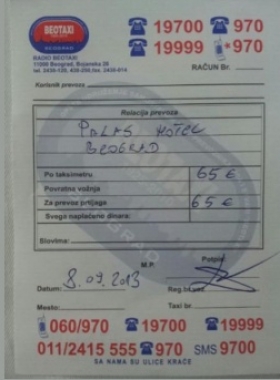 BEOTAXI
BEOGRAD
19700 970
19999 *970
RADIO BEOTAXI
11000 Beograd, Bojanska 26
RAČUN Br.
Korisnik prevoza
Relacija prevoza
PALAS HOTEL
BEOGRAD
Po taksimetru 65€
Povratna vožnja
Za prevoz prtljaga 65€
Svega naplaćeno dinara:
Slovima:
M.P. Potpis
Datum: 8.09.2013 Reg.br.
Mesto: Taxi br.
060/970 19700 19999
011/2415 555 970 SMS 9700
SA NAMA SU ULICE KRAĆE